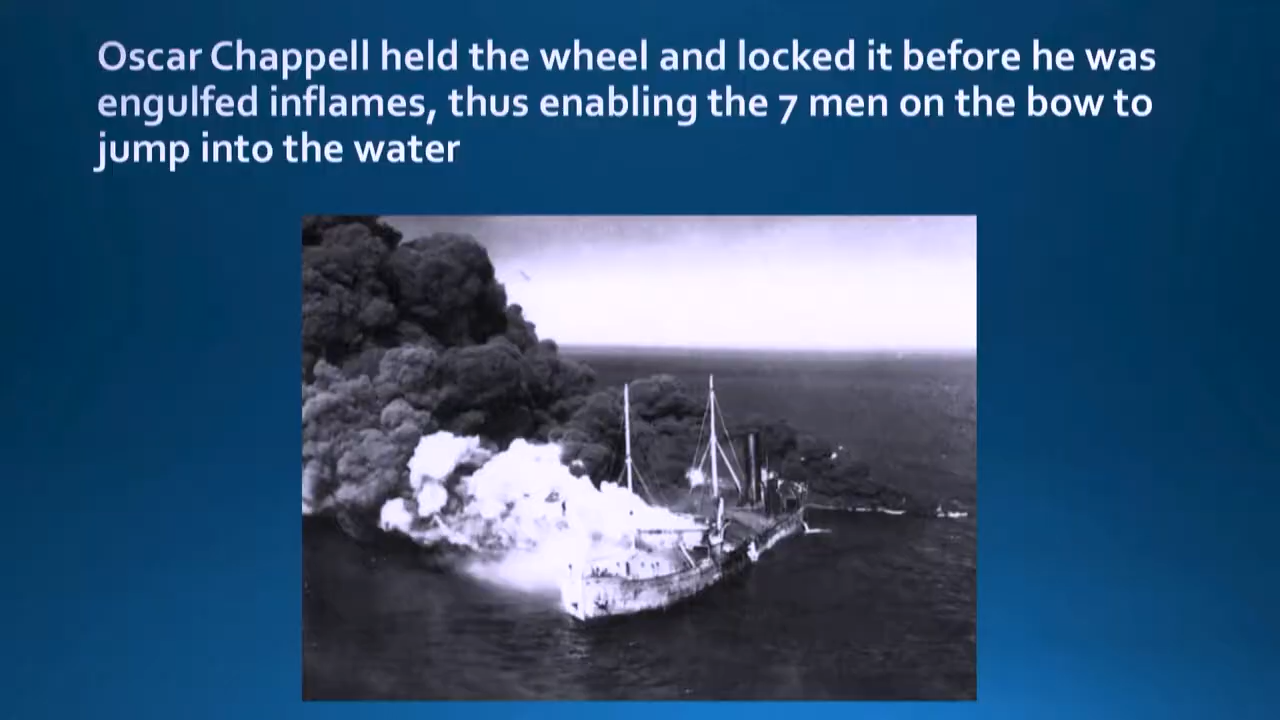 Oscar Chappell held the wheel and locked it before he was
engulfed inflames, thus enabling the 7 men on the bow to
jump into the water